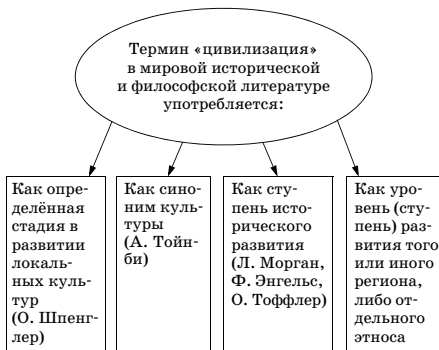 Термин «цивилизация»
в мировой исторической
и философской литературе
употребляется:
Как опре-
делённая
стадия в
развитии
локаль-
ных куль-
тур
(О. Шпенг-
лер)
Как сино-
ним куль-
туры
(А. Тойн-
би)
Как сту-
пень исто-
рического
развития
(Л. Морган,
Ф. Энгельс,
О. Тоффлер)
Как уро-
вень (сту-
пень) раз-
вития того
или иного
региона,
либо от-
дельного
этноса